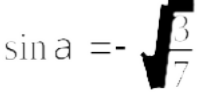 sin a = - √(3/7)